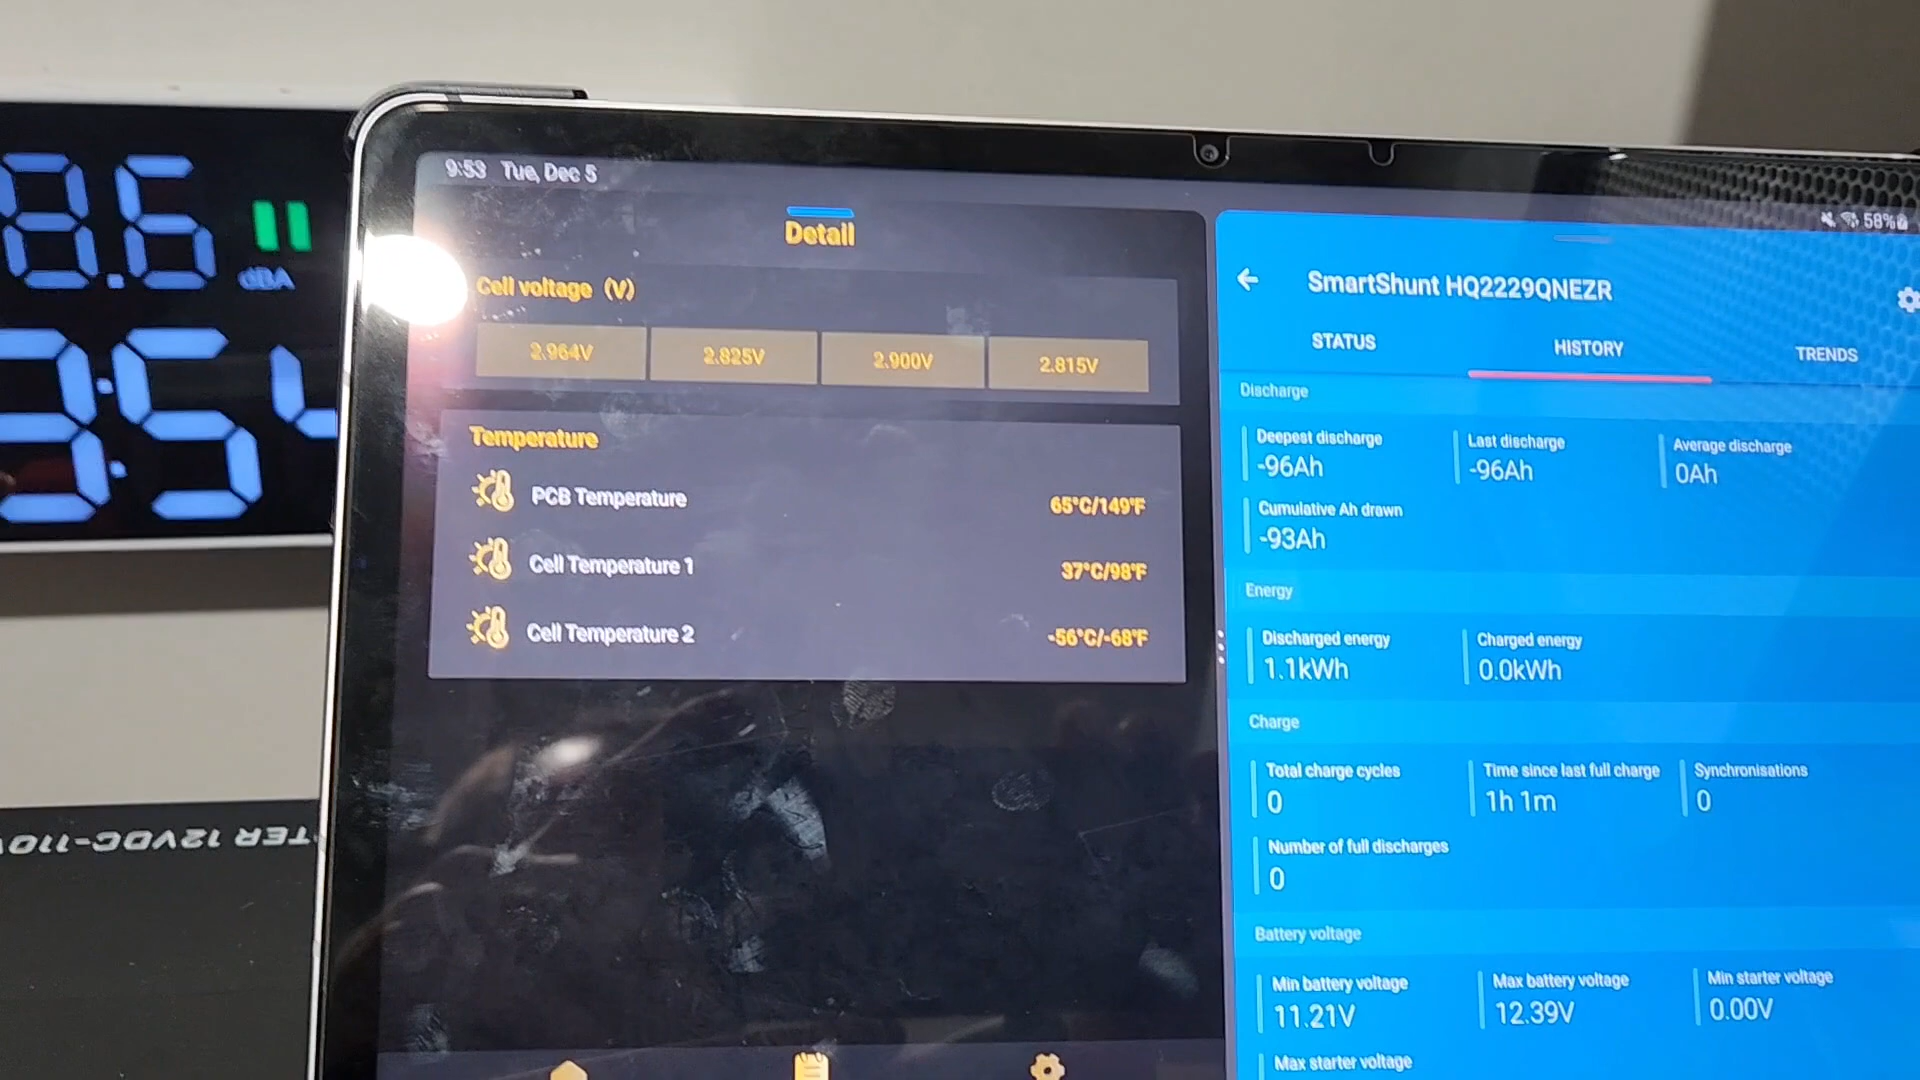 8.6
dBA
9:53 Tue, Dec 5
58%
Detail
Cell voltage (V)
2.964V 2.825V 2.900V 2.815V
Temperature
PCB Temperature 65°C/149°F
Cell Temperature 1 37°C/98°F
Cell Temperature 2 -56°C/-68°F
SmartShunt HQ2229QNEZR
STATUS HISTORY TRENDS
Discharge
Deepest discharge Last discharge Average discharge
-96Ah -96Ah 0Ah
Cumulative Ah drawn
-93Ah
Energy
Discharged energy Charged energy
1.1kWh 0.0kWh
Charge
Total charge cycles Time since last full charge Synchronisations
0 1h 1m 0
Number of full discharges
0
Battery voltage
Min battery voltage Max battery voltage Min starter voltage
11.21V 12.39V 0.00V
Max starter voltage
TER 12VDC-110